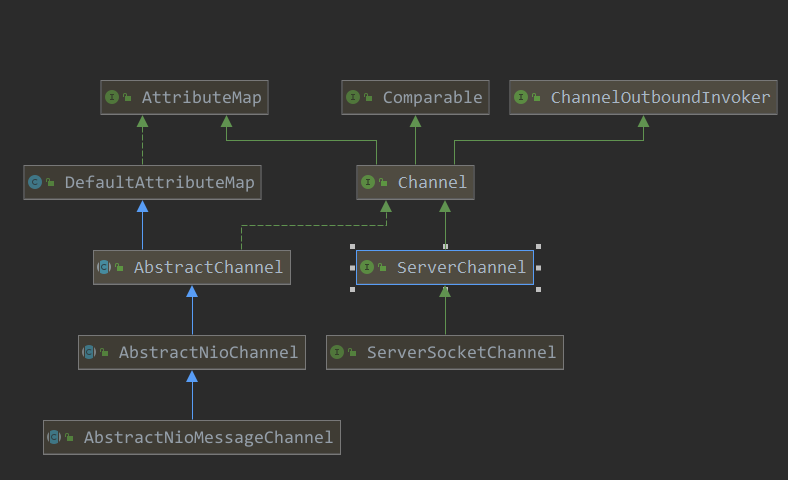 AttributeMap
Comparable
ChannelOutboundInvoker
DefaultAttributeMap
Channel
AbstractChannel
ServerChannel
AbstractNioChannel
ServerSocketChannel
AbstractNioMessageChannel